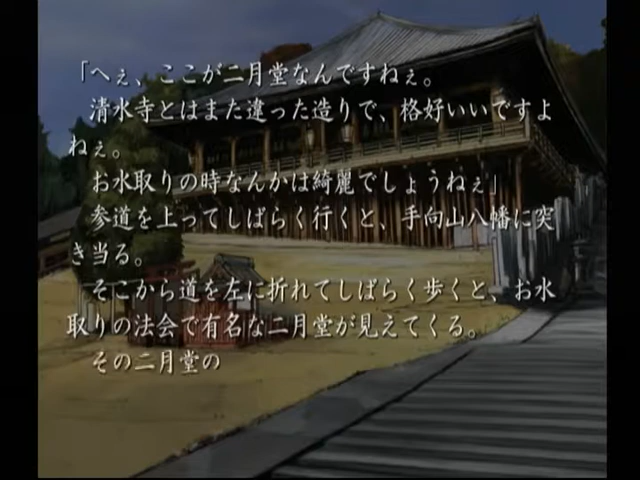 「へぇ、ここが二月堂なんですねぇ。
清水寺とはまた違った造りで、格好いいですよ
ねぇ。
お水取りの時なんかは綺麗でしょうねぇ」
参道を上ってしばらく行くと、手向山八幡に突
き当る。
そこから道を左に折れてしばらく歩くと、お水
取りの法会で有名な二月堂が見えてくる。
その二月堂の